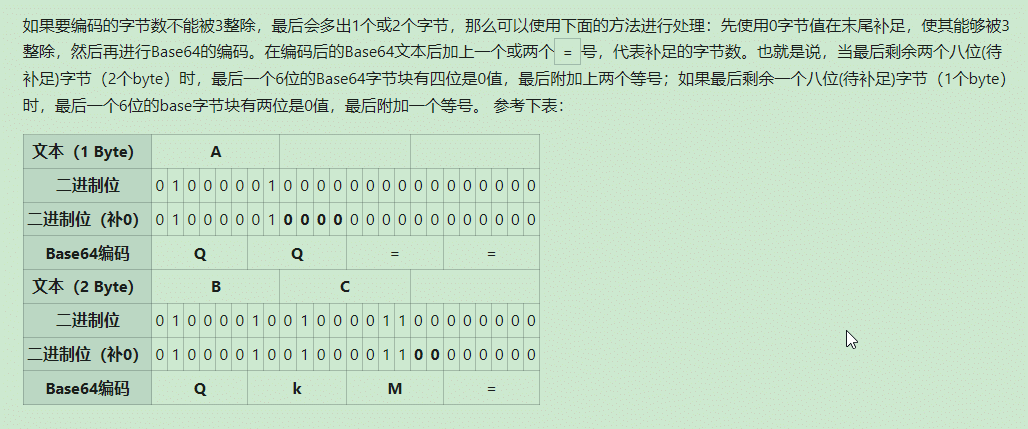 如果要编码的字节数不能被3整除，最后会多出1个或2个字节，那么可以使用下面的方法进行处理：先使用0字节值在末尾补足，使其能够被3
整除，然后再进行Base64的编码。在编码后的Base64文本后加上一个或两个 = 号，代表补足的字节数。也就是说，当最后剩余两个八位(待
补足)字节（2个byte）时，最后一个6位的Base64字节块有四位是0值，最后附加上两个等号；如果最后剩余一个八位(待补足)字节（1个byte）
时，最后一个6位的base字节块有两位是0值，最后附加一个等号。 参考下表：
文本（1 Byte） A
二进制位 0 1 0 0 0 0 0 1 0 0 0 0 0 0 0 0 0 0 0 0 0 0 0 0
二进制位（补0） 0 1 0 0 0 0 0 1 0 0 0 0 0 0 0 0 0 0 0 0 0 0 0 0
Base64编码 Q Q = =
文本（2 Byte） B C
二进制位 0 1 0 0 0 0 1 0 0 1 0 0 0 0 1 1 0 0 0 0 0 0 0 0
二进制位（补0） 0 1 0 0 0 0 1 0 0 1 0 0 0 0 1 1 0 0 0 0 0 0 0 0
Base64编码 Q k M =